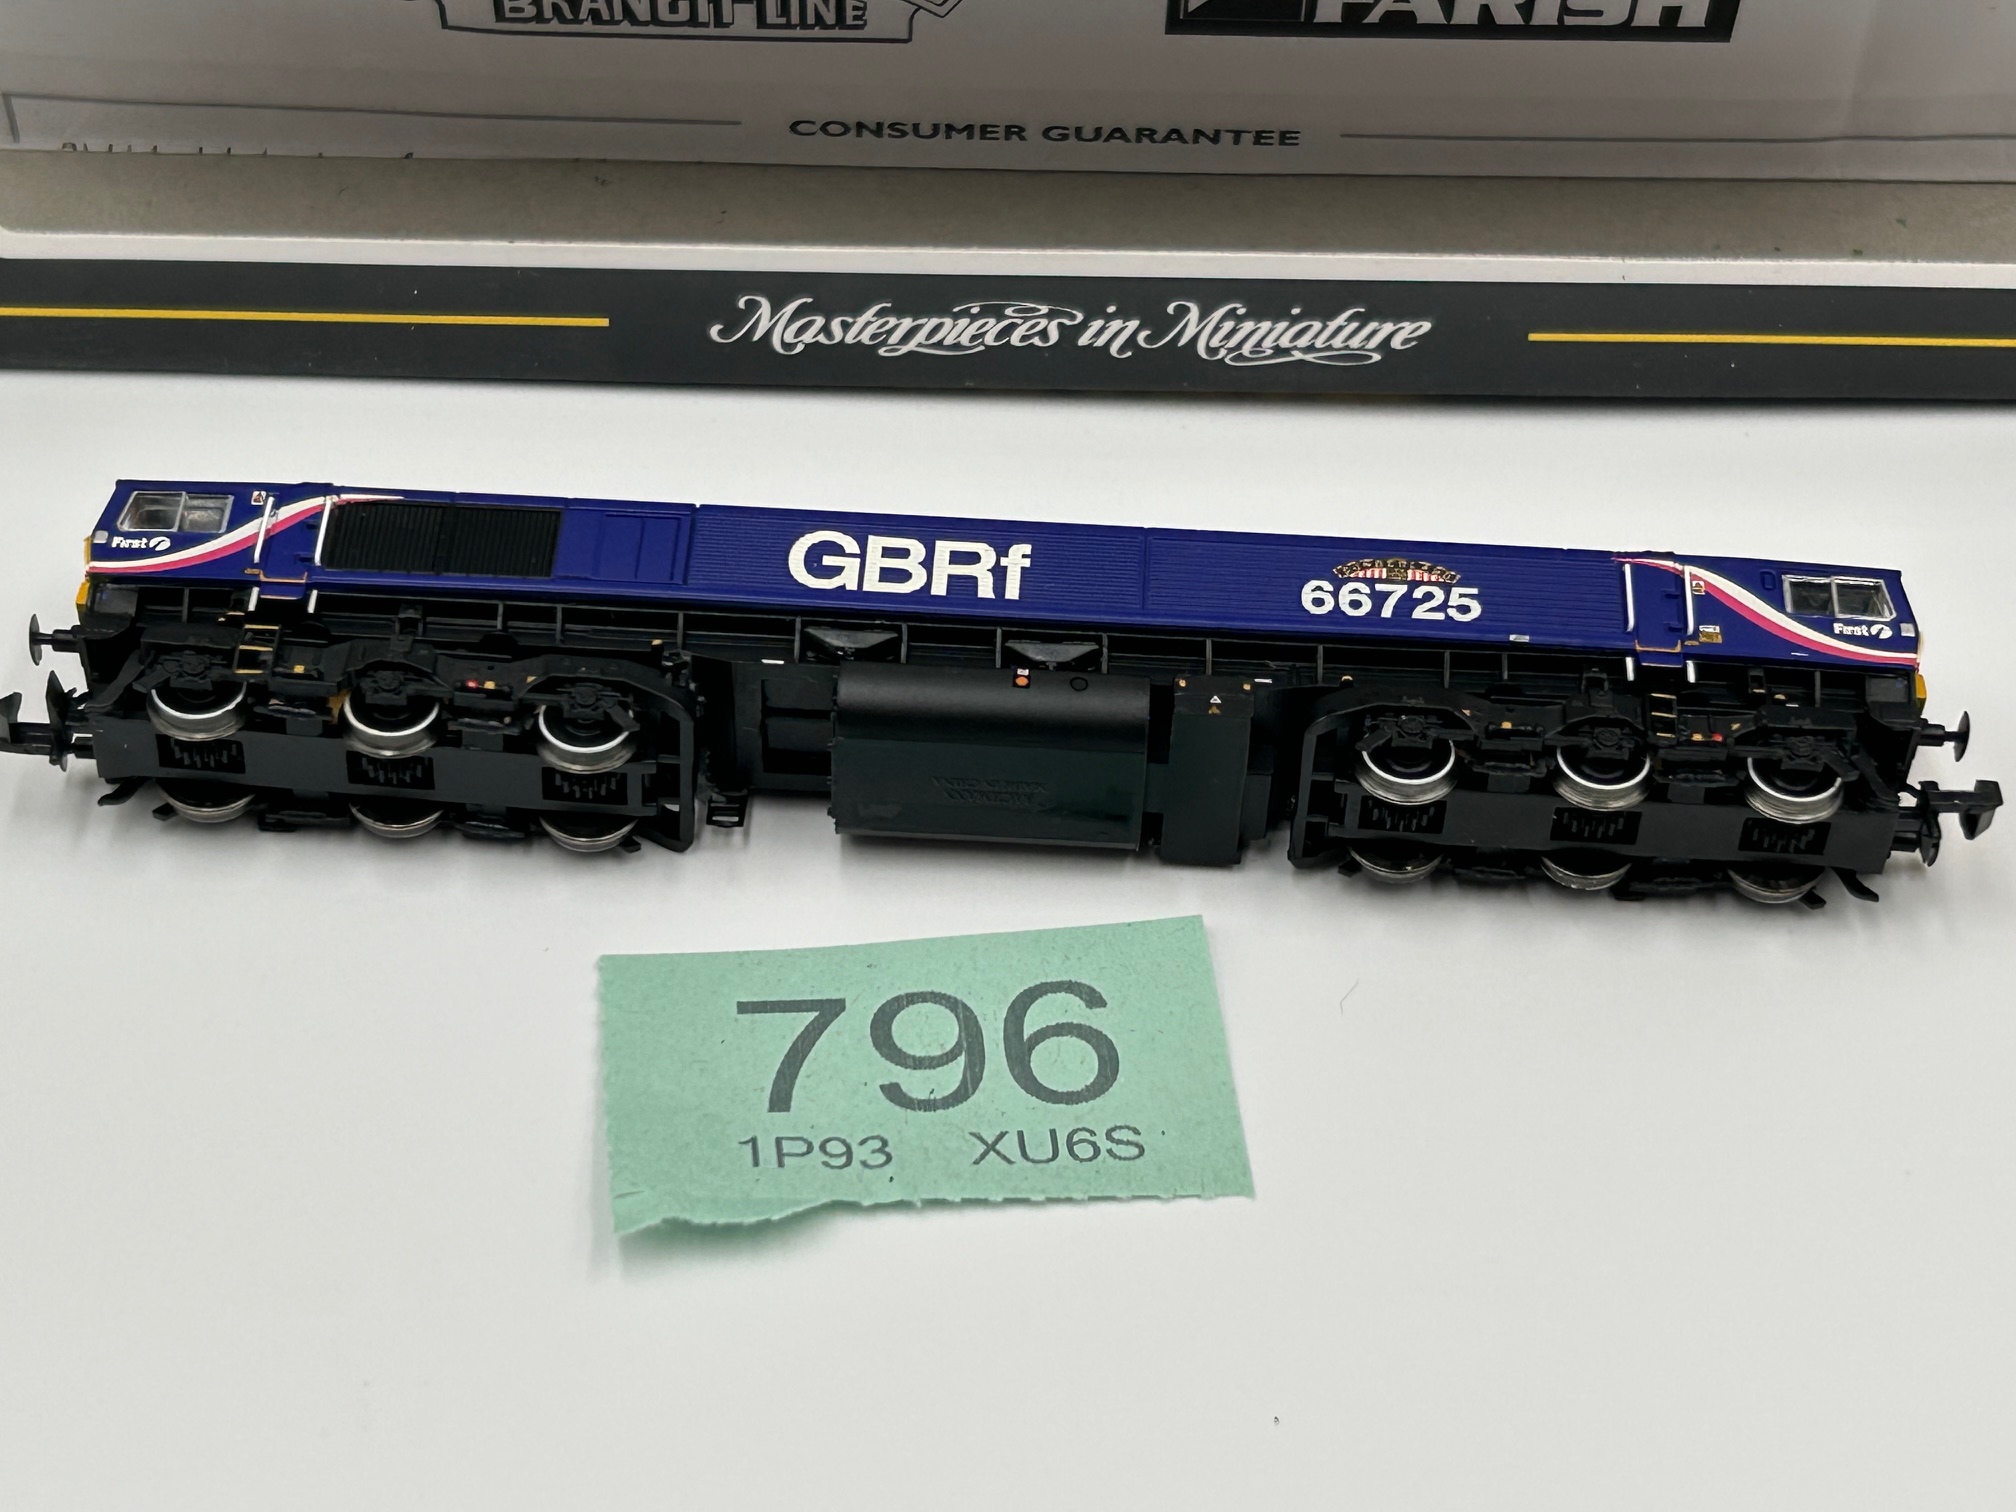 BRANCH-LINE
FARISH
CONSUMER GUARANTEE
Masterpieces in Miniature
First
GBRf
66725
First
796
1P93 XU6S